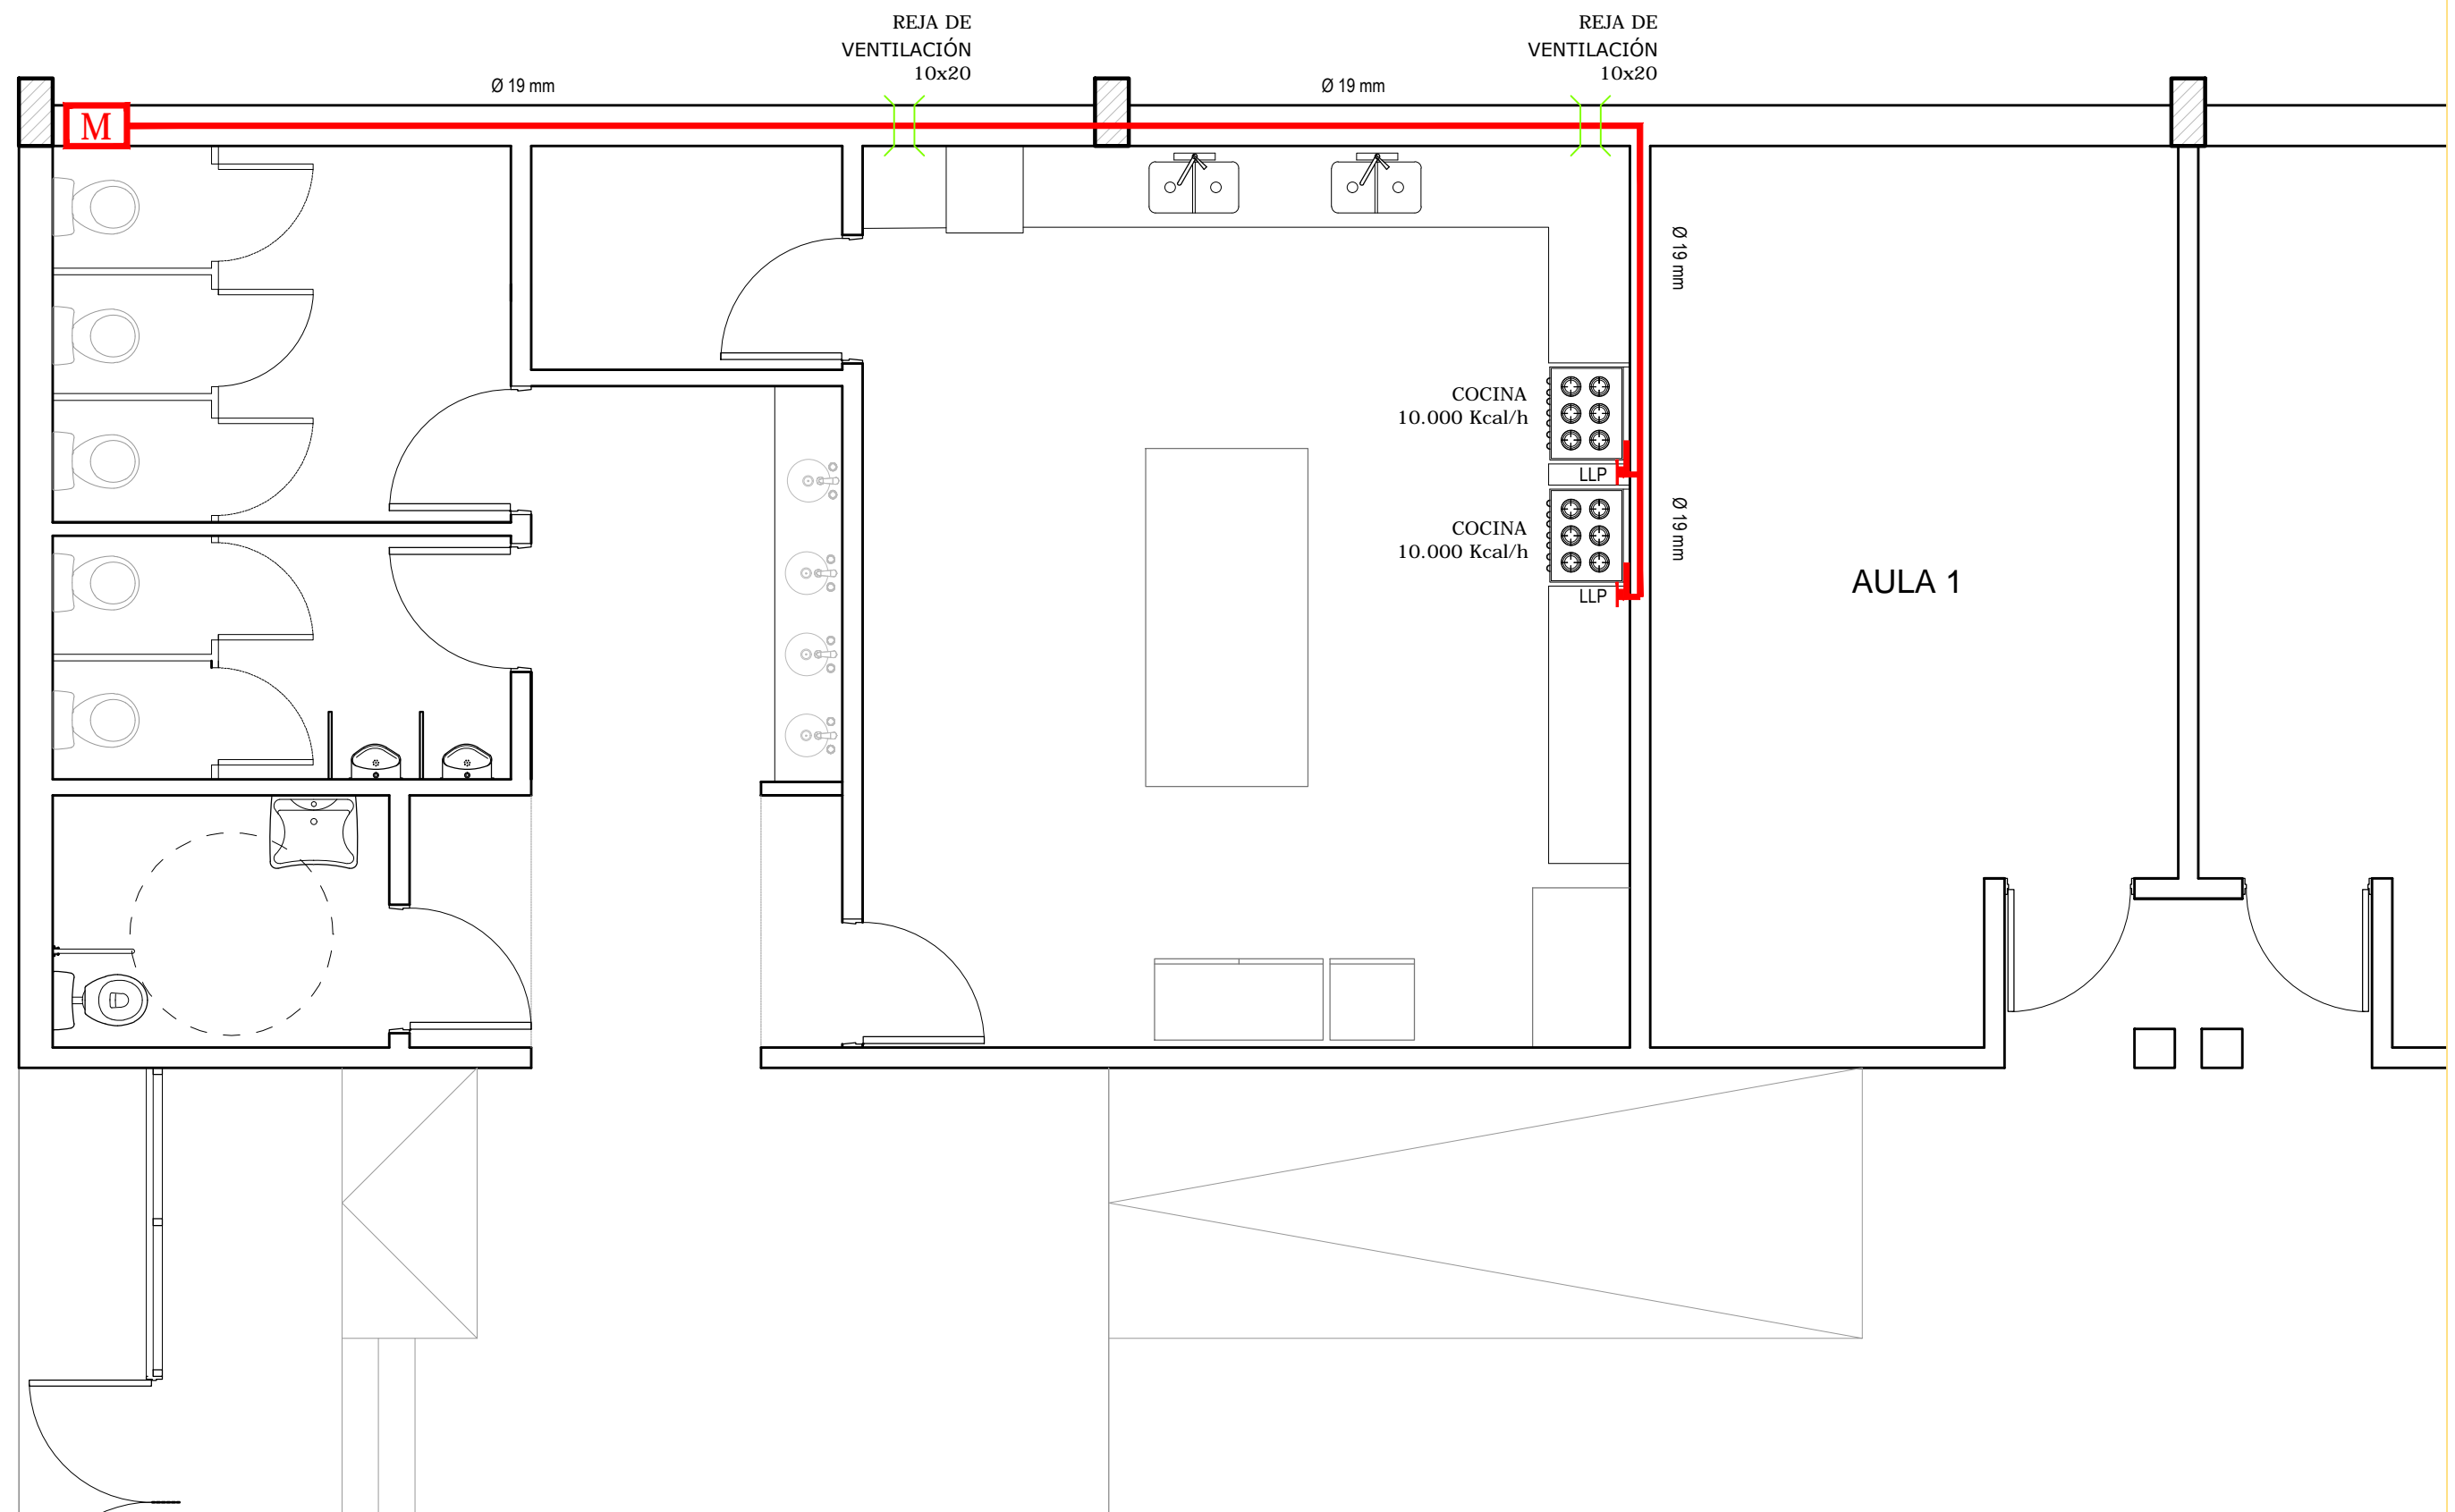 REJA DE
VENTILACIÓN
10x20
REJA DE
VENTILACIÓN
10x20
Ø 19 mm
Ø 19 mm
M
Ø 19 mm
COCINA
10.000 Kcal/h
LLP
Ø 19 mm
COCINA
10.000 Kcal/h
LLP
AULA 1